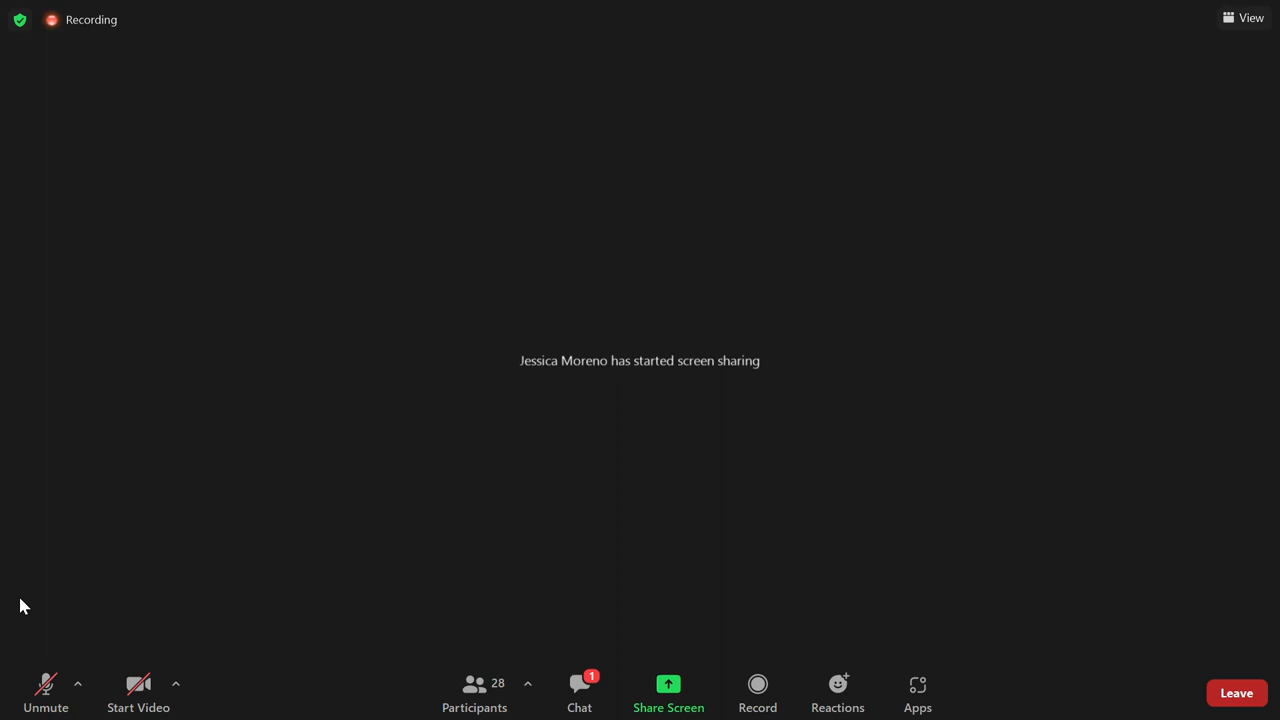 Recording
View
Jessica Moreno has started screen sharing
28
1
Unmute
Start Video
Participants
Chat
Share Screen
Record
Reactions
Apps
Leave